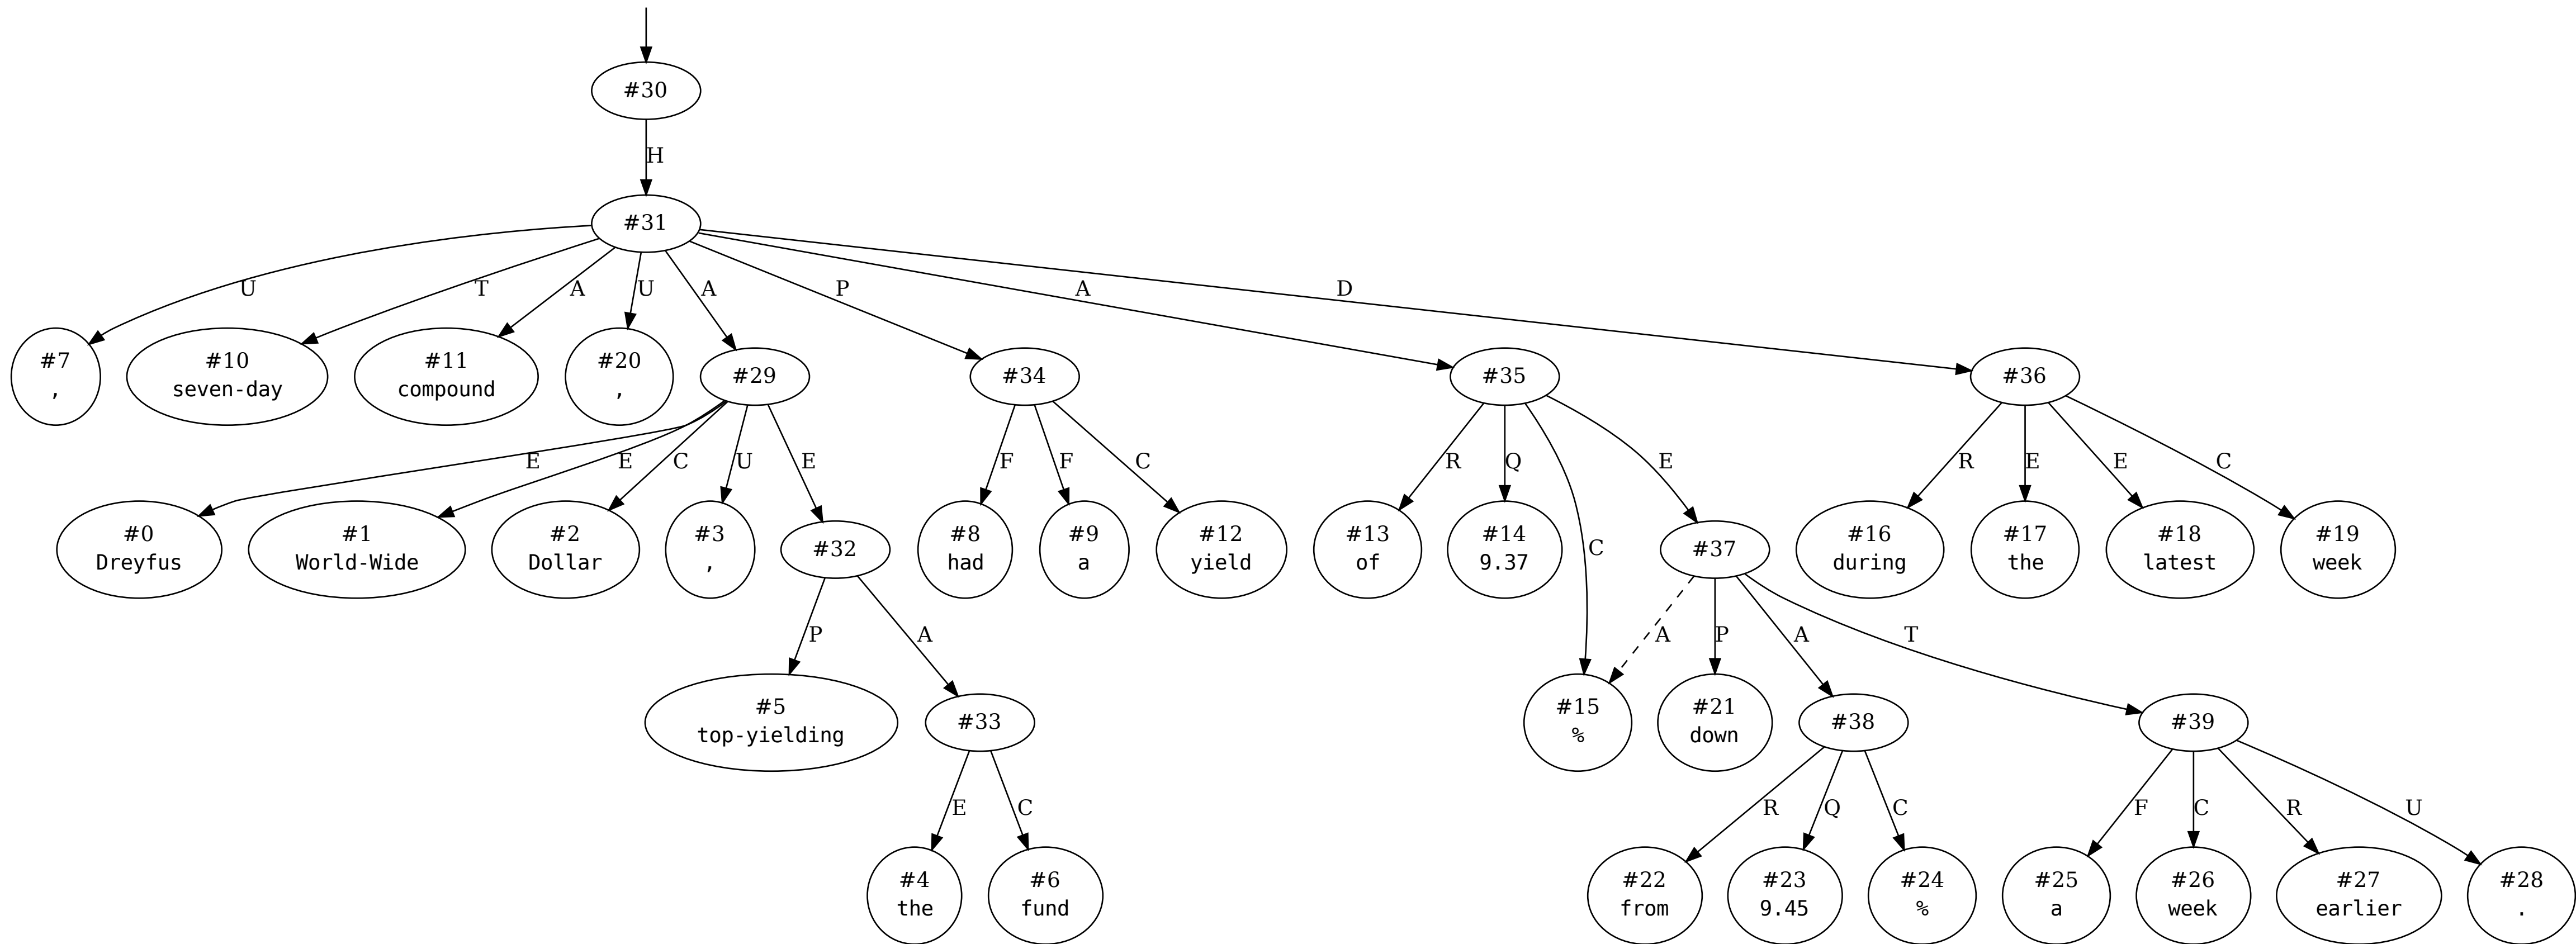 #30
H
#31
U
T
A
U
A
P
A
D
#7
,
#10
seven-day
#11
compound
#20
,
#29
#34
#35
#36
E
E
C
U
E
F
F
C
R
Q
C
E
R
E
E
C
#0
Dreyfus
#1
World-Wide
#2
Dollar
#3
,
#32
#8
had
#9
a
#12
yield
#13
of
#14
9.37
#37
#16
during
#17
the
#18
latest
#19
week
P
A
A
P
A
T
#5
top-yielding
#33
#15
%
#21
down
#38
#39
E
C
R
Q
C
F
C
R
U
#4
the
#6
fund
#22
from
#23
9.45
#24
%
#25
a
#26
week
#27
earlier
#28
.